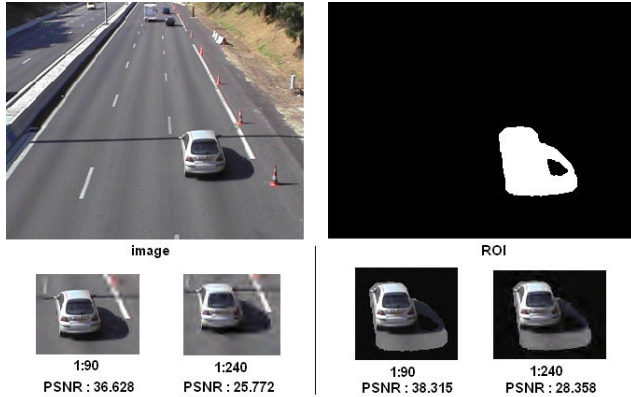 image
ROI
1:90
1:240
1:90
1:240
PSNR : 36.628
PSNR : 25.772
PSNR : 38.315
PSNR : 28.358